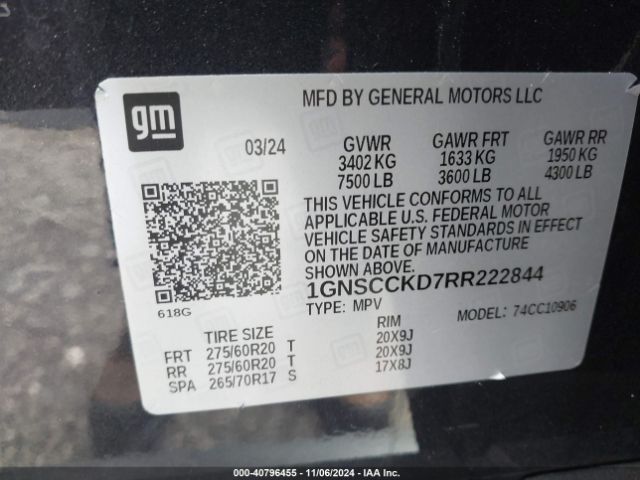 gm
MFD BY GENERAL MOTORS LLC
03/24
GVWR
3402 KG
7500 LB
GAWR FRT
1633 KG
3600 LB
GAWR RR
1950 KG
4300 LB
THIS VEHICLE CONFORMS TO ALL
APPLICABLE U.S. FEDERAL MOTOR
VEHICLE SAFETY STANDARDS IN EFFECT
ON THE DATE OF MANUFACTURE
SHOWN ABOVE.
1GNSCCKD7RR222844
618G
TYPE: MPV
MODEL: 74CC10906
TIRE SIZE RIM
FRT 275/60R20 T 20X9J
RR 275/60R20 T 20X9J
SPA 265/70R17 S 17X8J
000-40796455 - 11/06/2024 - IAA Inc.